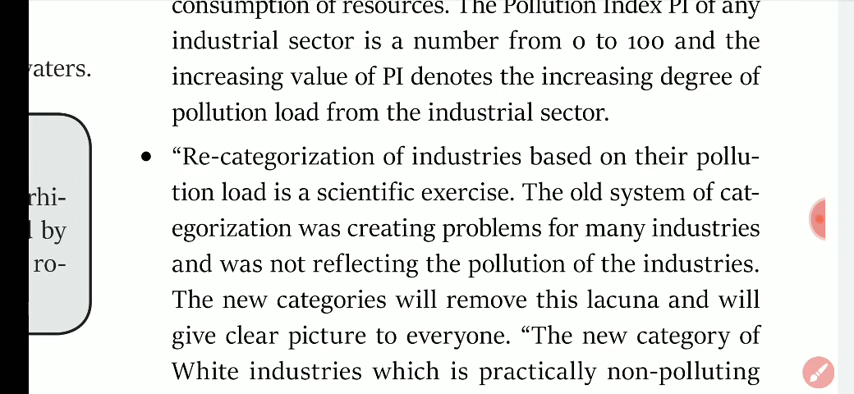 consumption of resources. The Pollution Index PI of any
industrial sector is a number from 0 to 100 and the
increasing value of PI denotes the increasing degree of
pollution load from the industrial sector.
• “Re-categorization of industries based on their pollu-
tion load is a scientific exercise. The old system of cat-
egorization was creating problems for many industries
and was not reflecting the pollution of the industries.
The new categories will remove this lacuna and will
give clear picture to everyone. “The new category of
White industries which is practically non-polluting
aters.
rhi-
by
ro-